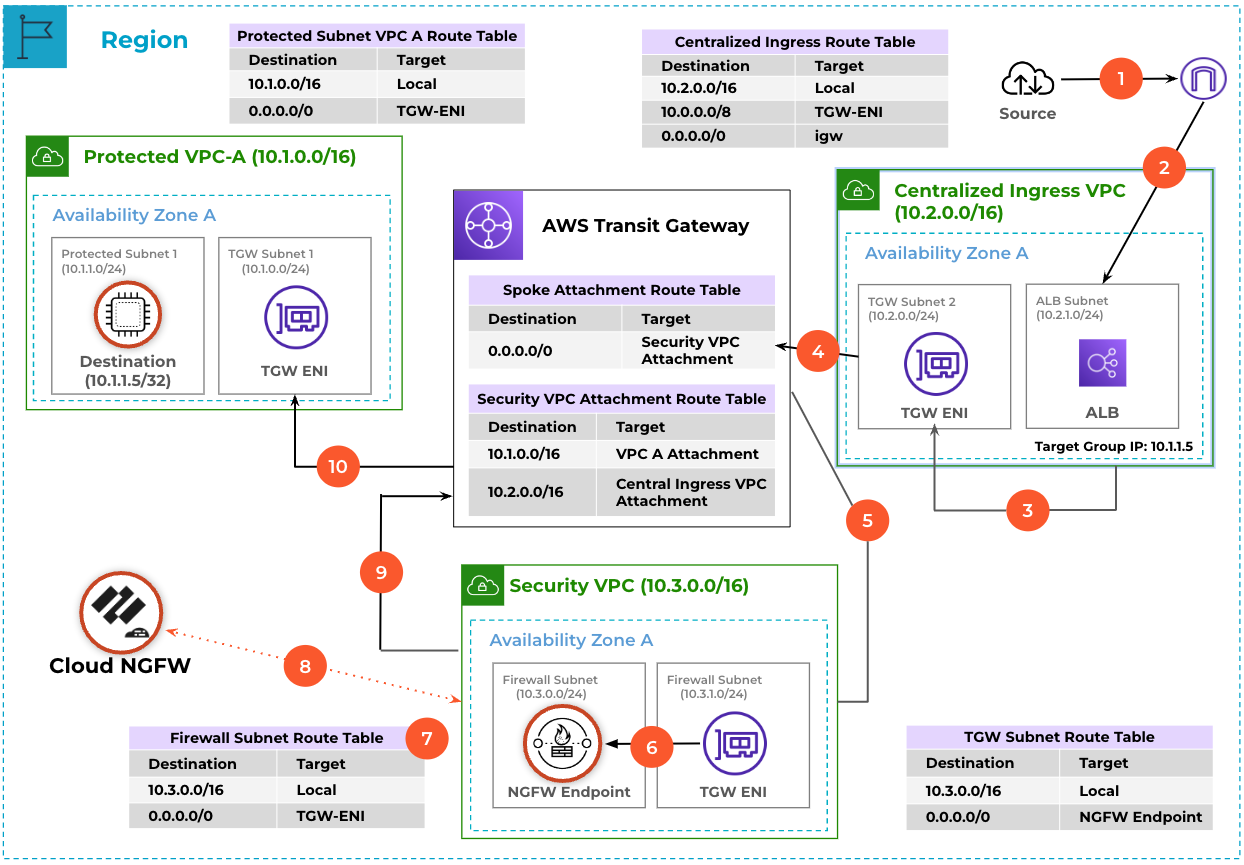 Region
Protected Subnet VPC A Route Table
Destination Target
10.1.0.0/16 Local
0.0.0.0/0 TGW-ENI
Centralized Ingress Route Table
Destination Target
10.2.0.0/16 Local
10.0.0.0/8 TGW-ENI
0.0.0.0/0 igw
Source
1
2
Protected VPC-A (10.1.0.0/16)
Availability Zone A
Protected Subnet 1
(10.1.1.0/24)
Destination
(10.1.1.5/32)
TGW Subnet 1
(10.1.0.0/24)
TGW ENI
AWS Transit Gateway
Spoke Attachment Route Table
Destination Target
0.0.0.0/0 Security VPC
Attachment
Security VPC Attachment Route Table
Destination Target
10.1.0.0/16 VPC A Attachment
10.2.0.0/16 Central Ingress VPC
Attachment
Centralized Ingress VPC
(10.2.0.0/16)
Availability Zone A
TGW Subnet 2
(10.2.0.0/24)
TGW ENI
ALB Subnet
(10.2.1.0/24)
ALB
Target Group IP: 10.1.1.5
4
10
3
5
9
Security VPC (10.3.0.0/16)
Availability Zone A
Firewall Subnet
(10.3.0.0/24)
NGFW Endpoint
6
Firewall Subnet
(10.3.1.0/24)
TGW ENI
Cloud NGFW
8
7
Firewall Subnet Route Table
Destination Target
10.3.0.0/16 Local
0.0.0.0/0 TGW-ENI
TGW Subnet Route Table
Destination Target
10.3.0.0/16 Local
0.0.0.0/0 NGFW Endpoint